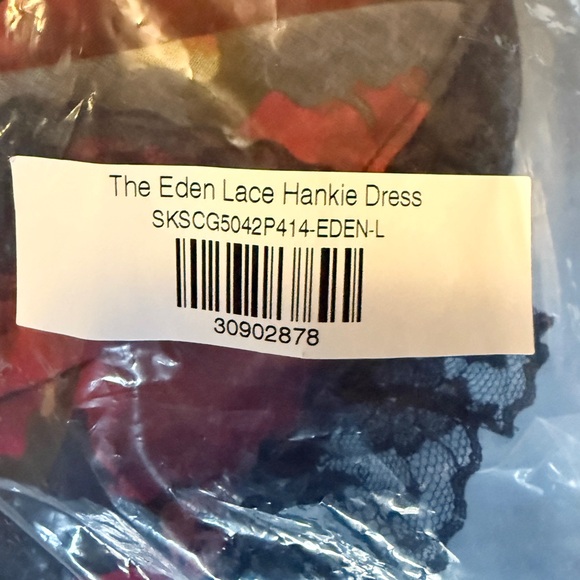 The Eden Lace Hankie Dress
SKSCG5042P414-EDEN-L
30902878